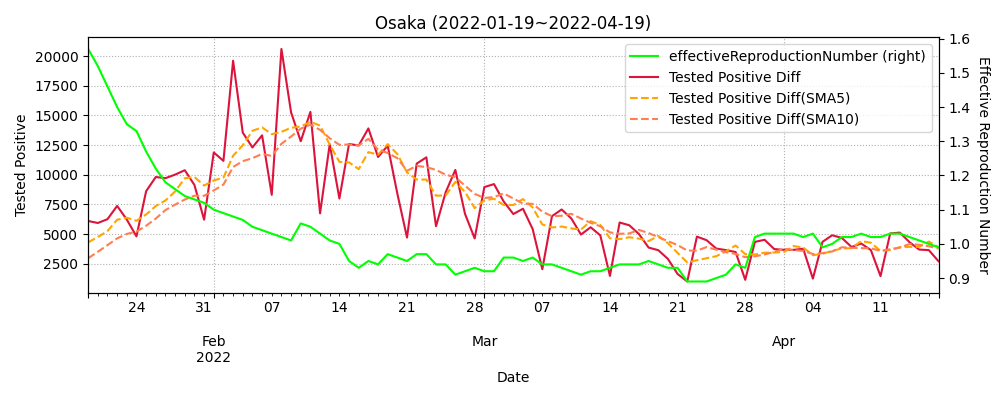 Osaka (2022-01-19~2022-04-19)
effectiveReproductionNumber (right)
Tested Positive Diff
Tested Positive Diff(SMA5)
Tested Positive Diff(SMA10)
Tested Positive
20000
17500
15000
12500
10000
7500
5000
2500
1.6
1.5
1.4
1.3
1.2
1.1
1.0
0.9
Effective Reproduction Number
24 31 07 14 21 28 07 14 21 28 04 11
Feb Mar Apr
2022
Date